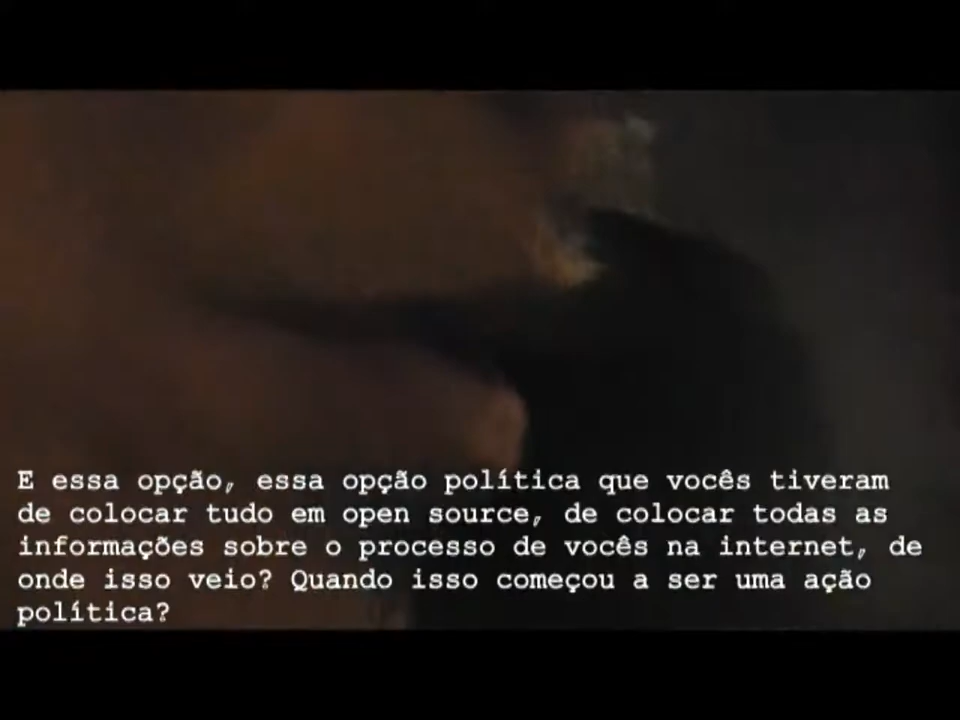 E essa opção, essa opção política que vocês tiveram
de colocar tudo em open source, de colocar todas as
informações sobre o processo de vocês na internet, de
onde isso veio? Quando isso começou a ser uma ação
política?